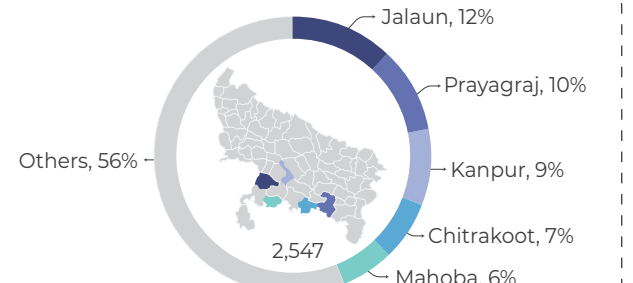 Jalaun, 12%
Prayagraj, 10%
Others, 56%
Kanpur, 9%
Chitrakoot, 7%
2,547
Mahoba, 6%